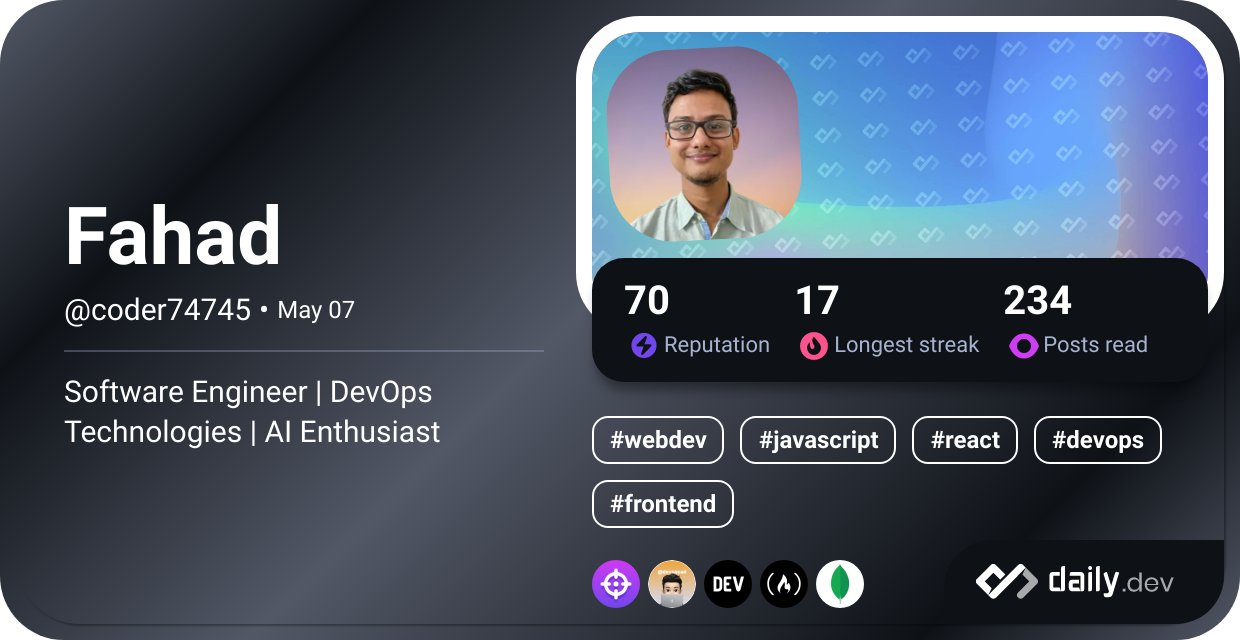 Fahad
@coder74745 • May 07
Software Engineer | DevOps
Technologies | AI Enthusiast
70 17 234
Reputation Longest streak Posts read
#webdev #javascript #react #devops
#frontend
DEV
daily.dev